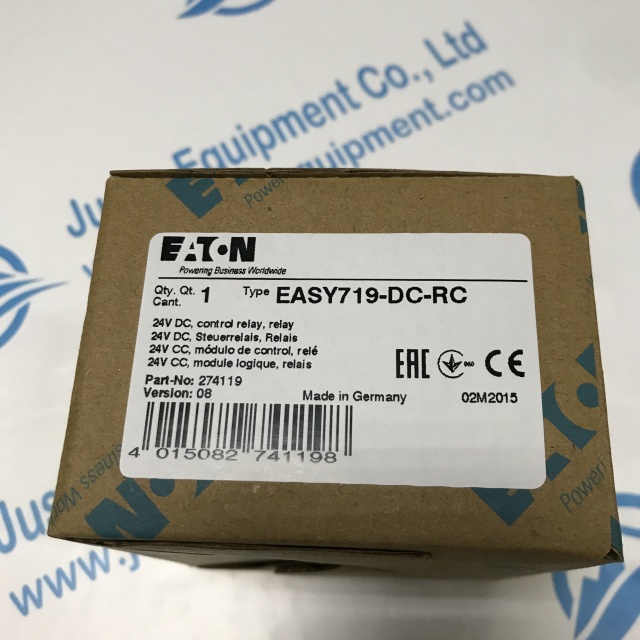 Equipment Co., Ltd
equipment.com
EATON
Powering Business Worldwide
Qty. Qt. 1 Type EASY719-DC-RC
Cant.
24V DC, control relay, relay
24V DC, Steuerrelais, Relais
24V CC, módulo de control, relé
24V CC, module logique, relais
EAC CE
Part-No: 274119
Version: 08 Made in Germany 02M2015
4 015082 741198